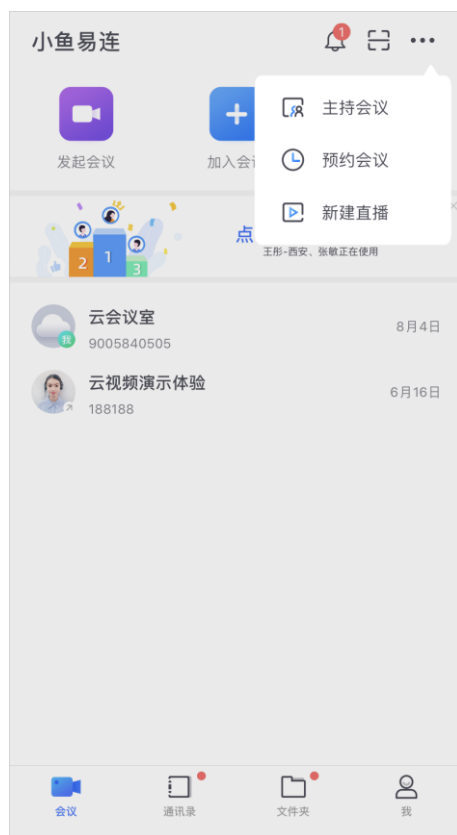 小鱼易连
1
主持会议
预约会议
新建直播
发起会议
加入会
点
王彤-西安、张敏正在使用
2
1
3
云会议室
我
9005840505
8月4日
云视频演示体验
188188
6月16日
会议
通讯录
文件夹
我